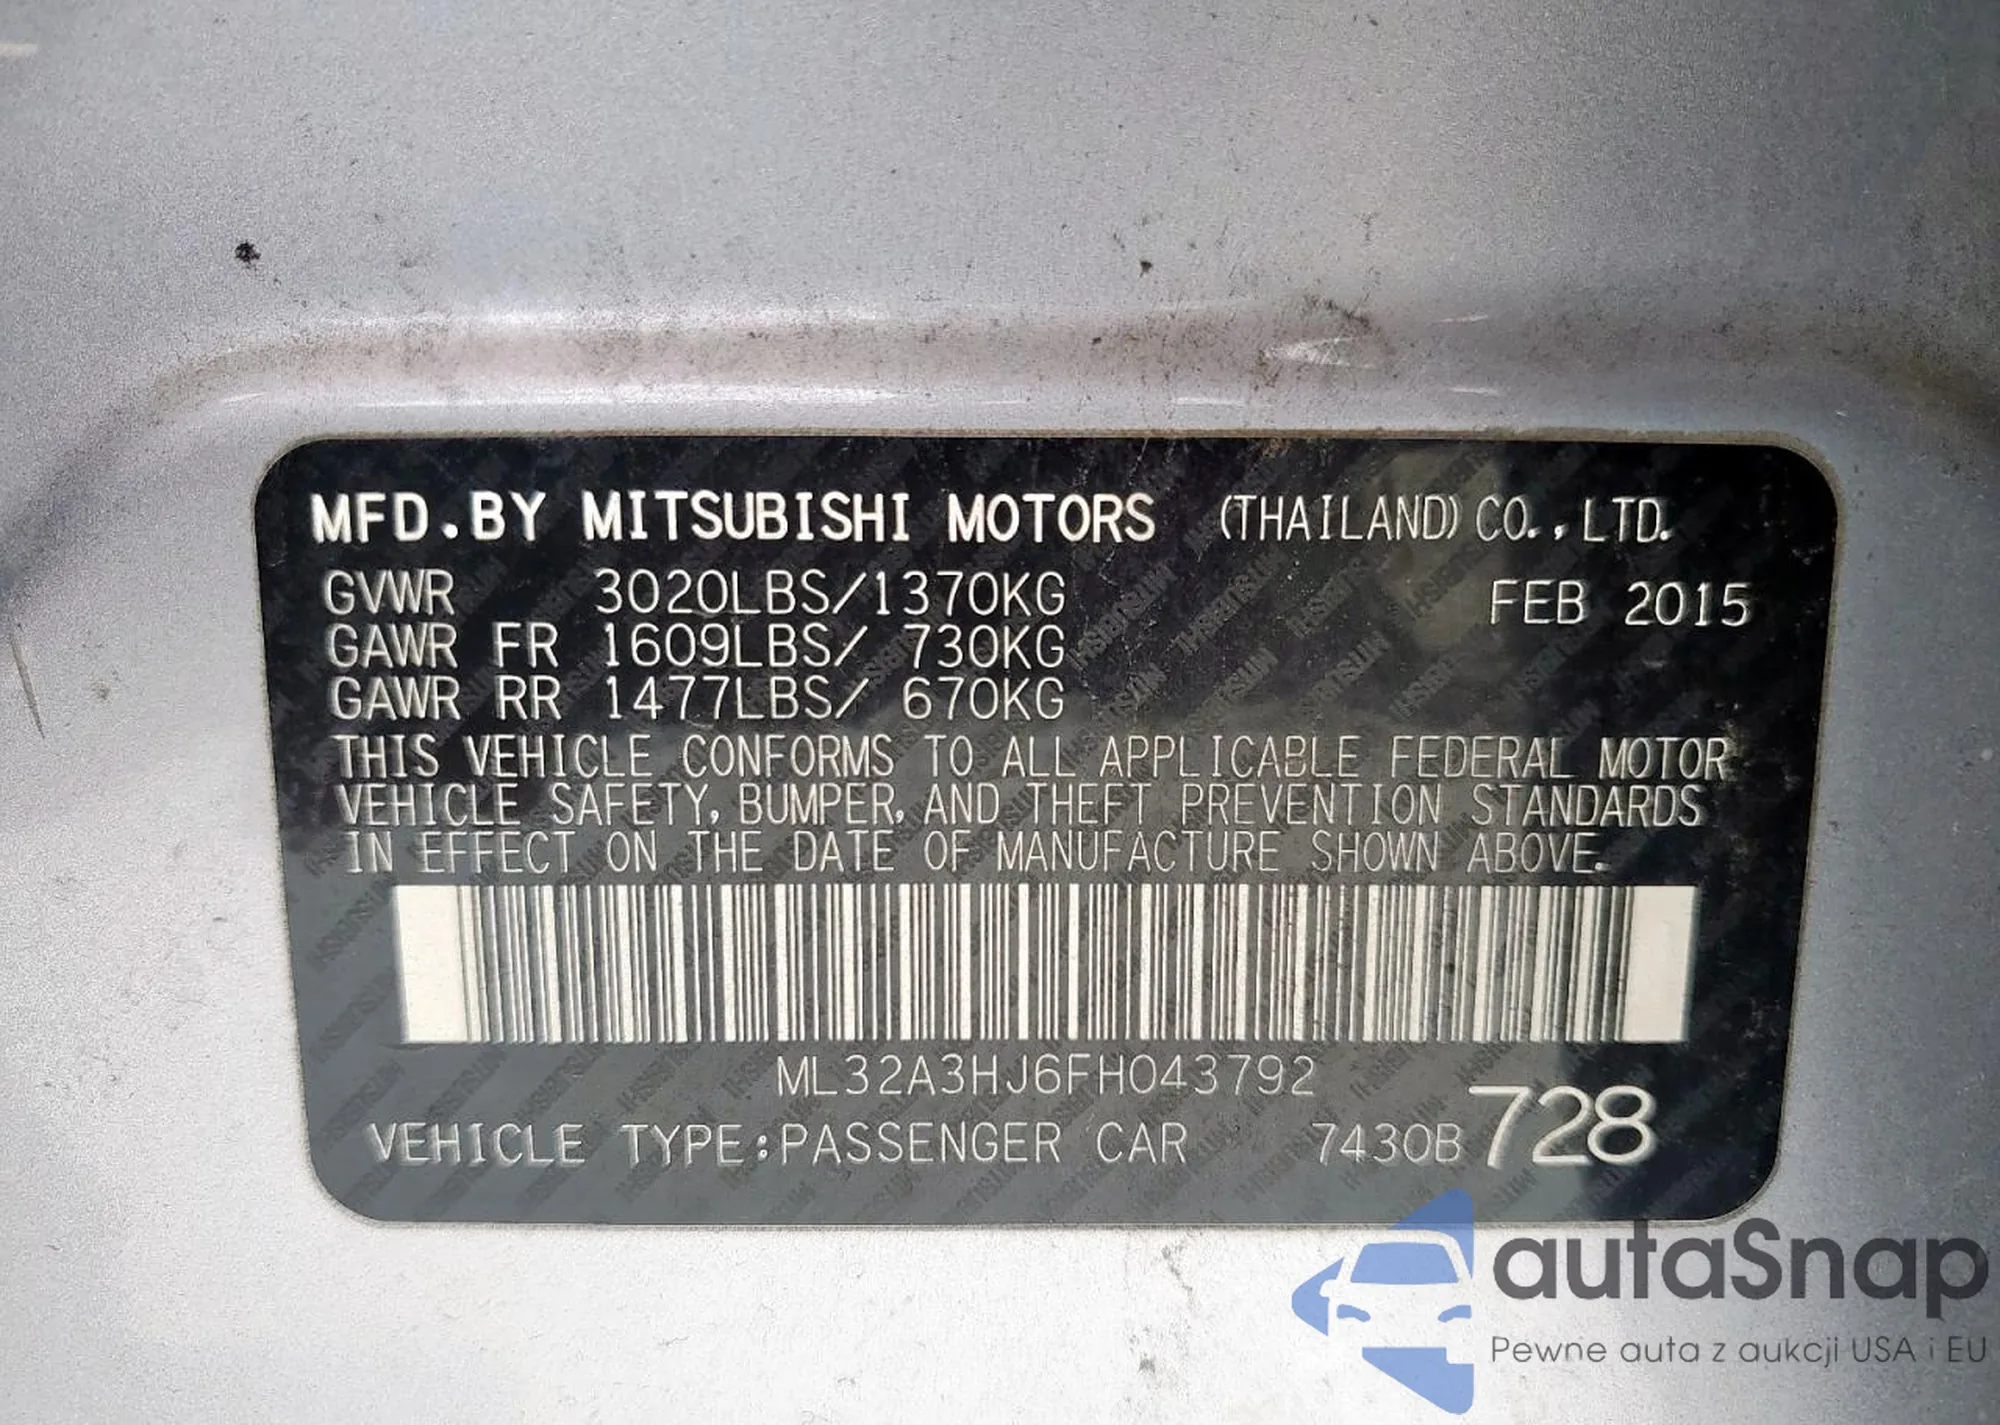 MFD.BY MITSUBISHI MOTORS (THAILAND) CO.,LTD.
GVWR 3020LBS/1370KG FEB 2015
GAWR FR 1609LBS/ 730KG
GAWR RR 1477LBS/ 670KG
THIS VEHICLE CONFORMS TO ALL APPLICABLE FEDERAL MOTOR
VEHICLE SAFETY, BUMPER, AND THEFT PREVENTION STANDARDS
IN EFFECT ON THE DATE OF MANUFACTURE SHOWN ABOVE.
ML32A3HJ6FH043792
VEHICLE TYPE:PASSENGER CAR 7430B 728
autaSnap
Pewne auta z aukcji USA i EU